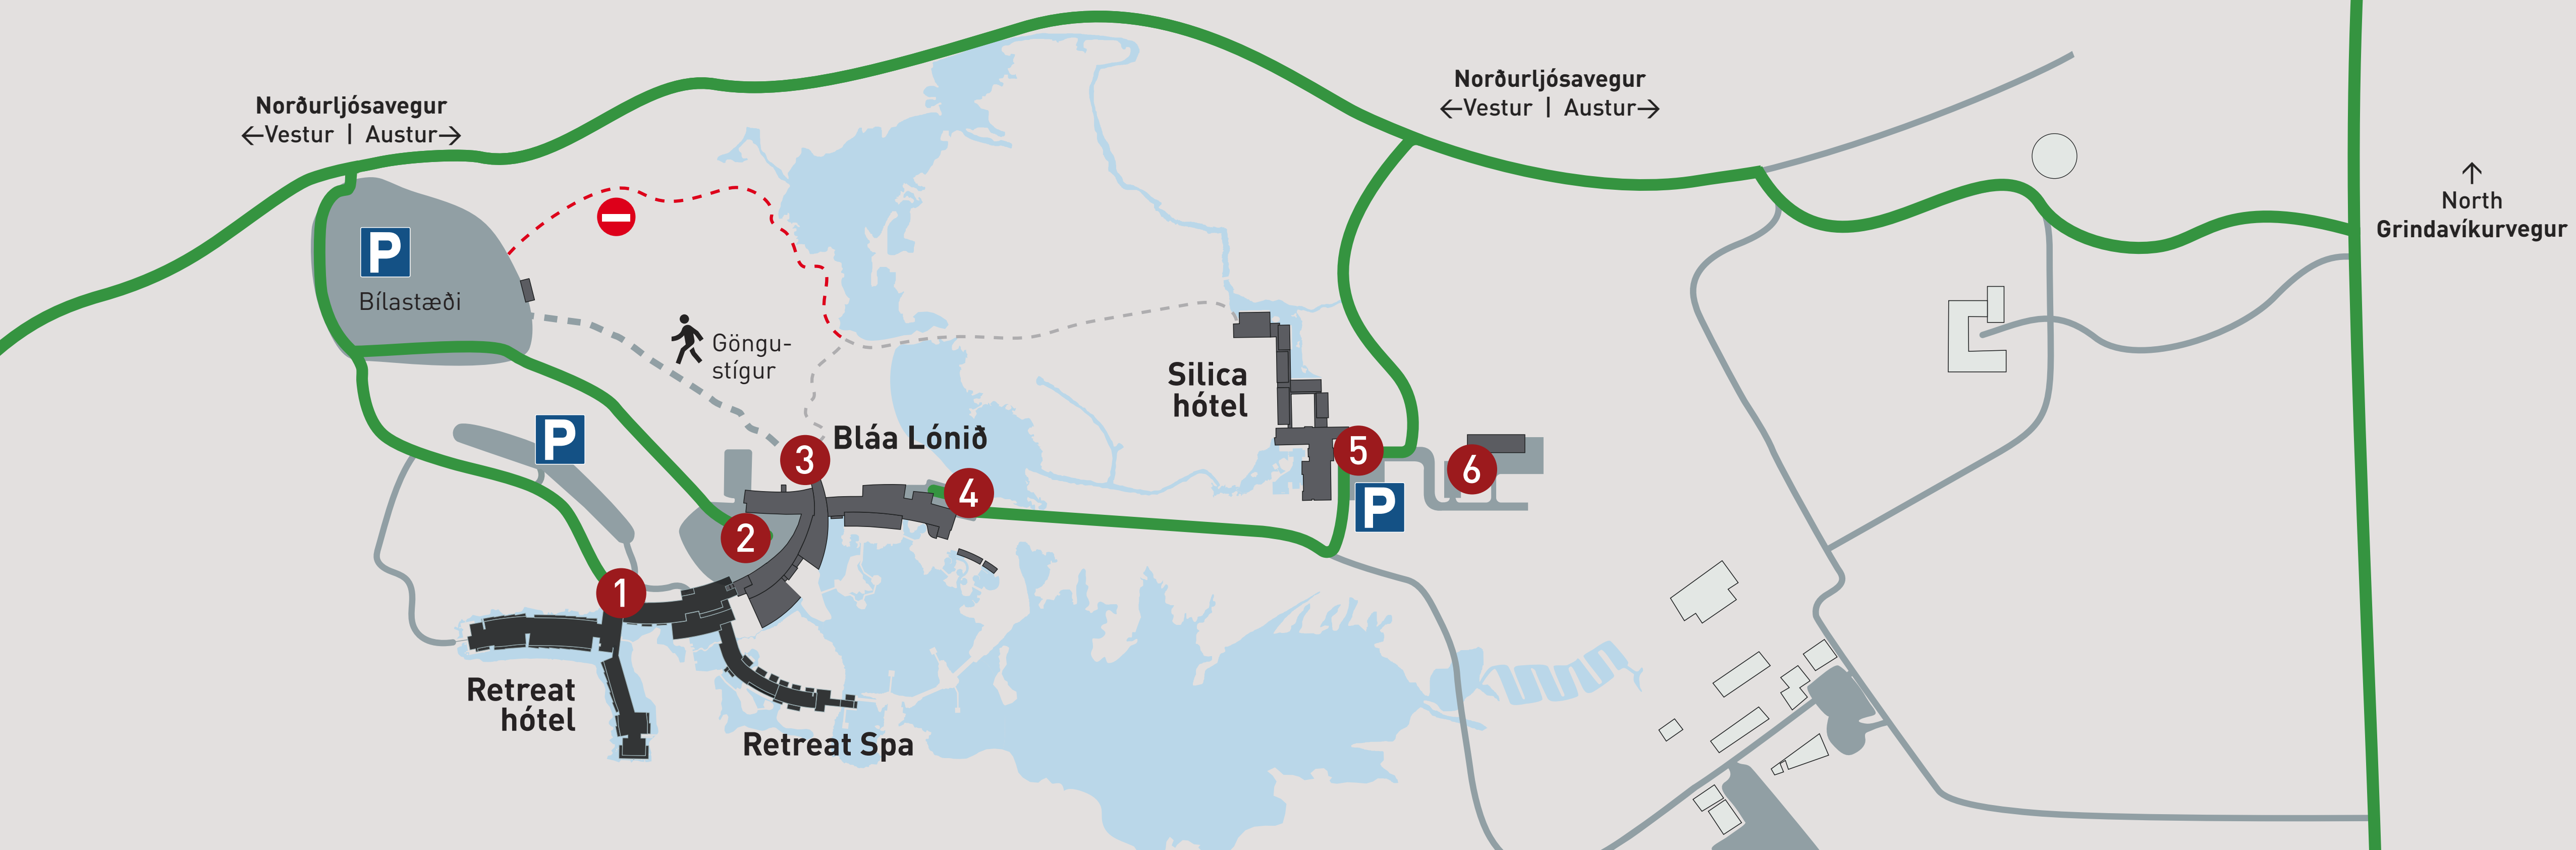 Norðurljósavegur
←Vestur | Austur→
Norðurljósavegur
←Vestur | Austur→
↑
North
Grindavíkurvegur
P
Bílastæði
Göngu-
stígur
Silica
hótel
P
3
Bláa Lónið
4
5
6
P
2
1
Retreat
hótel
Retreat Spa